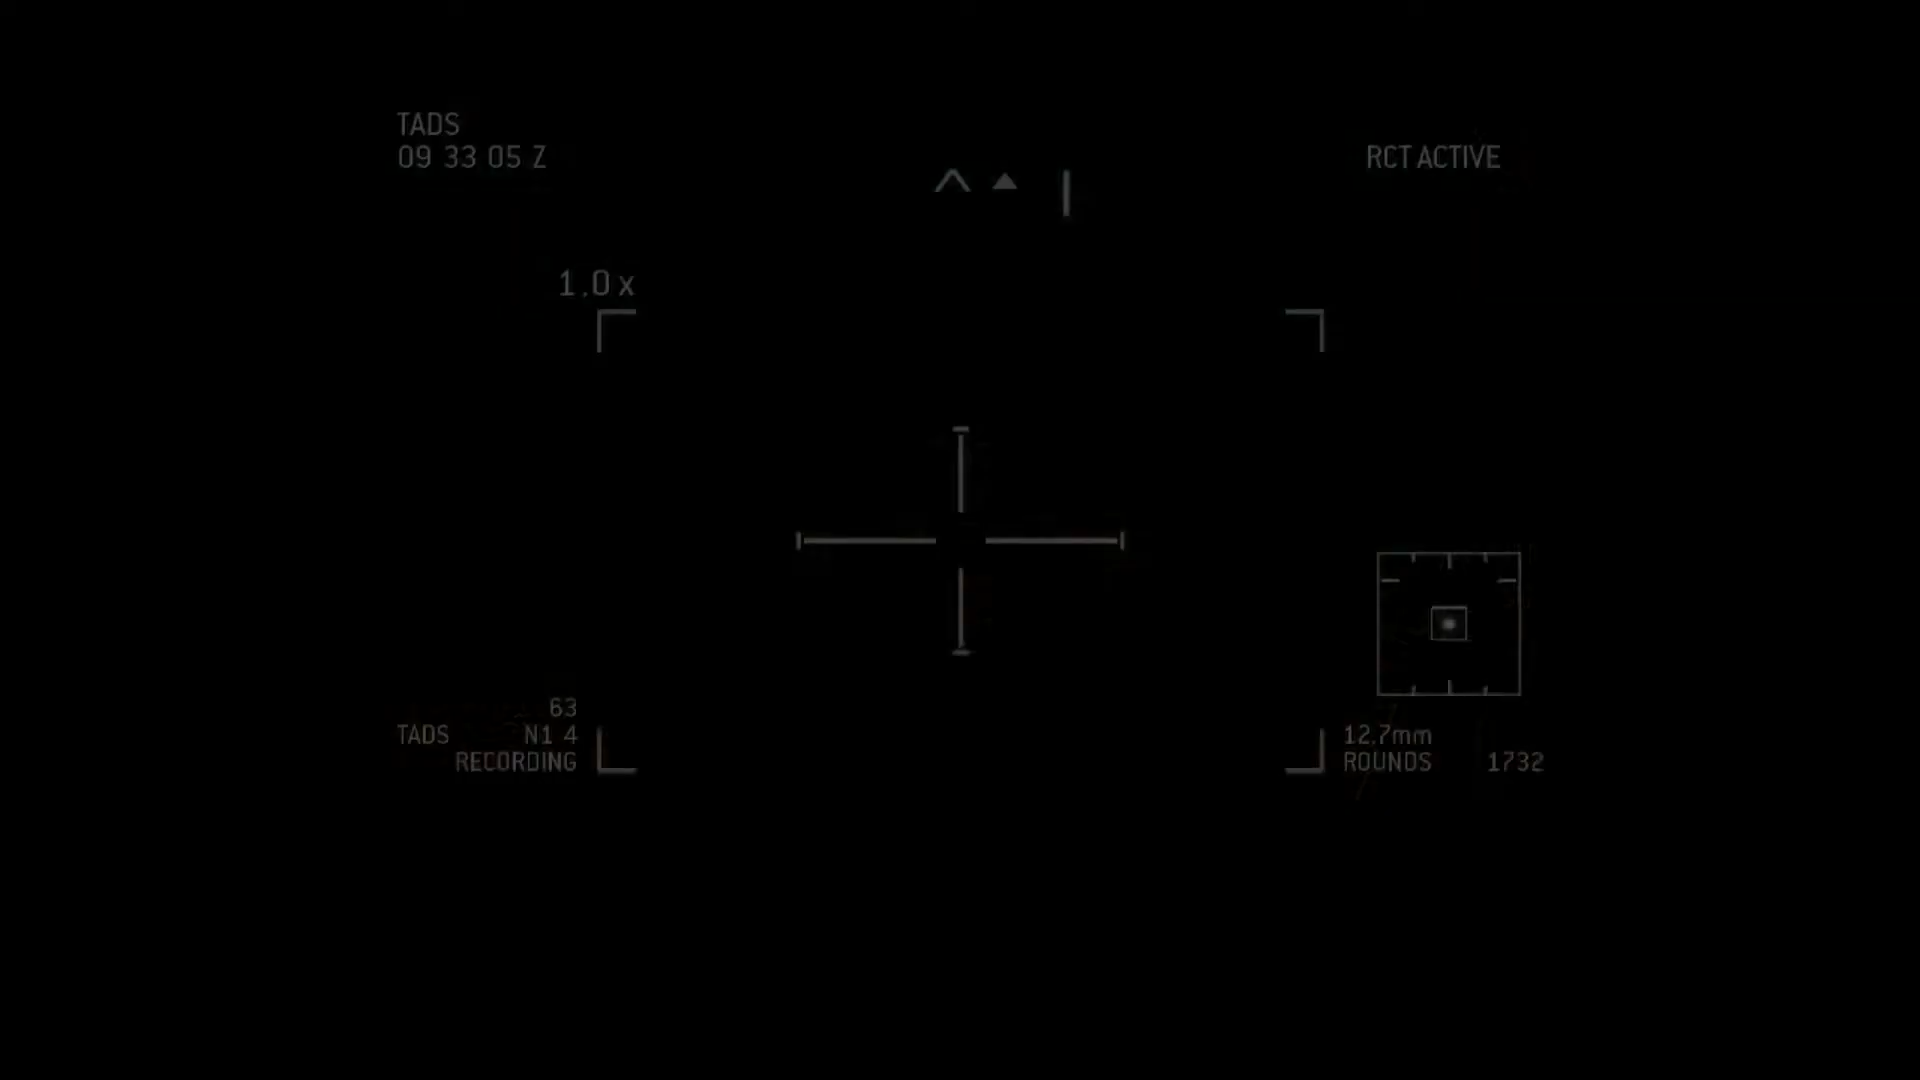 TADS
09 33 05 Z
RCT ACTIVE
1.0 x
63
TADS N1 4
RECORDING
12.7mm
ROUNDS 1732